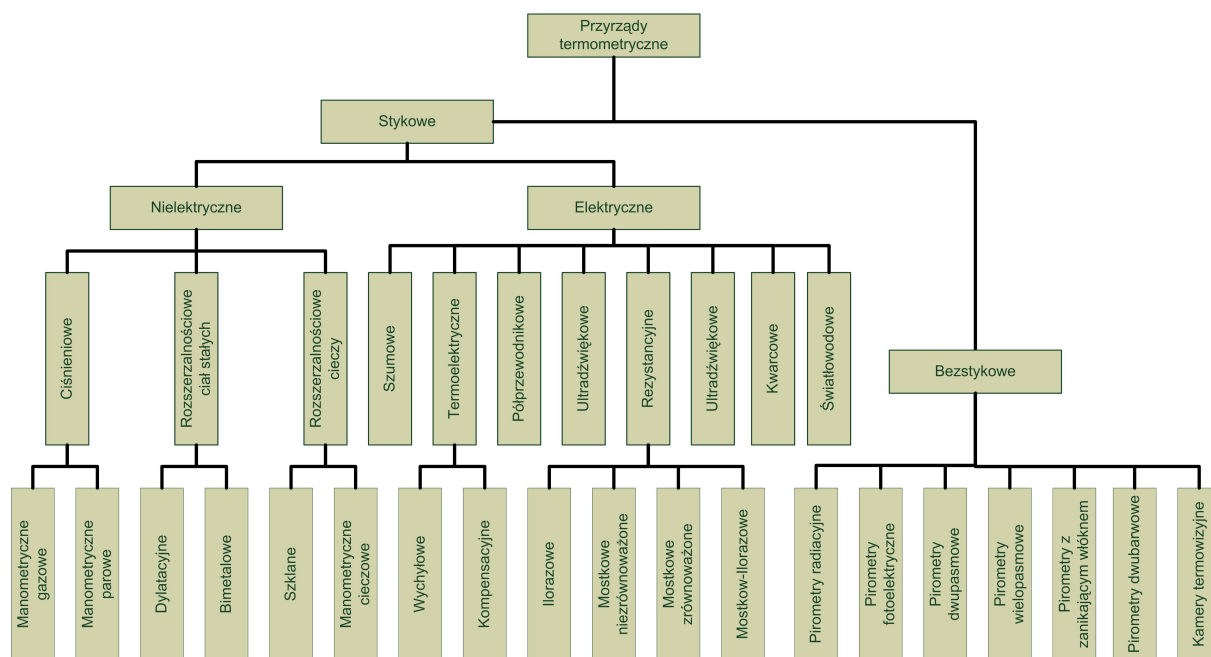 Przyrządy
termometryczne
Stykowe
Nielektryczne
Elektryczne
Ciśnieniowe
Rozszerzalnościowe
ciał stałych
Rozszerzalnościowe
cieczy
Szumowe
Termoelektryczne
Półprzewodnikowe
Ultradźwiękowe
Rezystancyjne
Ultradźwiękowe
Kwarcowe
Światłowodowe
Bezstykowe
Manometryczne
gazowe
Manometryczne
parowe
Dylatacyjne
Bimetalowe
Szklane
Manometryczne
cieczowe
Wychyłowe
Kompensacyjne
Ilorazowe
Mostkowe
niezrównoważone
Mostkowe
zrównoważone
Mostkow-Ilorazowe
Pirometry radiacyjne
Pirometry
fotoelektryczne
Pirometry
dwupasmowe
Pirometry
wielopasmowe
Pirometry z
zanikającym włóknem
Pirometry dwubarwowe
Kamery termowizyjne